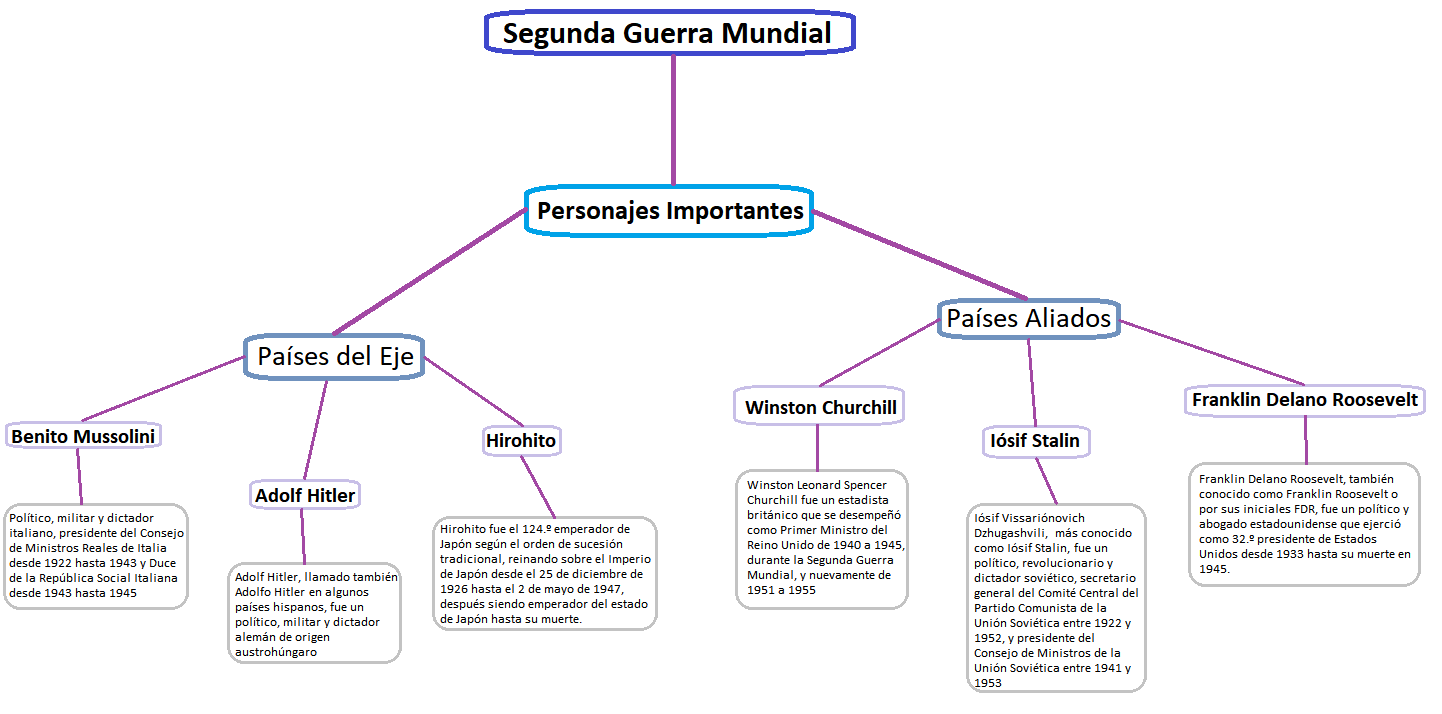 Segunda Guerra Mundial
Personajes Importantes
Países del Eje
Benito Mussolini
Político, militar y dictador
italiano, presidente del Consejo
de Ministros Reales de Italia
desde 1922 hasta 1943 y Duce
de la República Social Italiana
desde 1943 hasta 1945
Adolf Hitler
Adolf Hitler, llamado también
Adolfo Hitler en algunos
países hispanos, fue un
político, militar y dictador
alemán de origen
austrohúngaro
Hirohito
Hirohito fue el 124.º emperador de
Japón según el orden de sucesión
tradicional, reinando sobre el Imperio
de Japón desde el 25 de diciembre de
1926 hasta el 2 de mayo de 1947,
después siendo emperador del estado
de Japón hasta su muerte.
Países Aliados
Winston Churchill
Winston Leonard Spencer
Churchill fue un estadista
británico que se desempeñó
como Primer Ministro del
Reino Unido de 1940 a 1945,
durante la Segunda Guerra
Mundial, y nuevamente de
1951 a 1955
Iósif Stalin
Iósif Vissariónovich
Dzhugashvili, más conocido
como Iósif Stalin, fue un
político, revolucionario y
dictador soviético, secretario
general del Comité Central del
Partido Comunista de la
Unión Soviética entre 1922 y
1952, y presidente del
Consejo de Ministros de la
Unión Soviética entre 1941 y
1953
Franklin Delano Roosevelt
Franklin Delano Roosevelt, también
conocido como Franklin Roosevelt o
por sus iniciales FDR, fue un político y
abogado estadounidense que ejerció
como 32.º presidente de Estados
Unidos desde 1933 hasta su muerte en
1945.